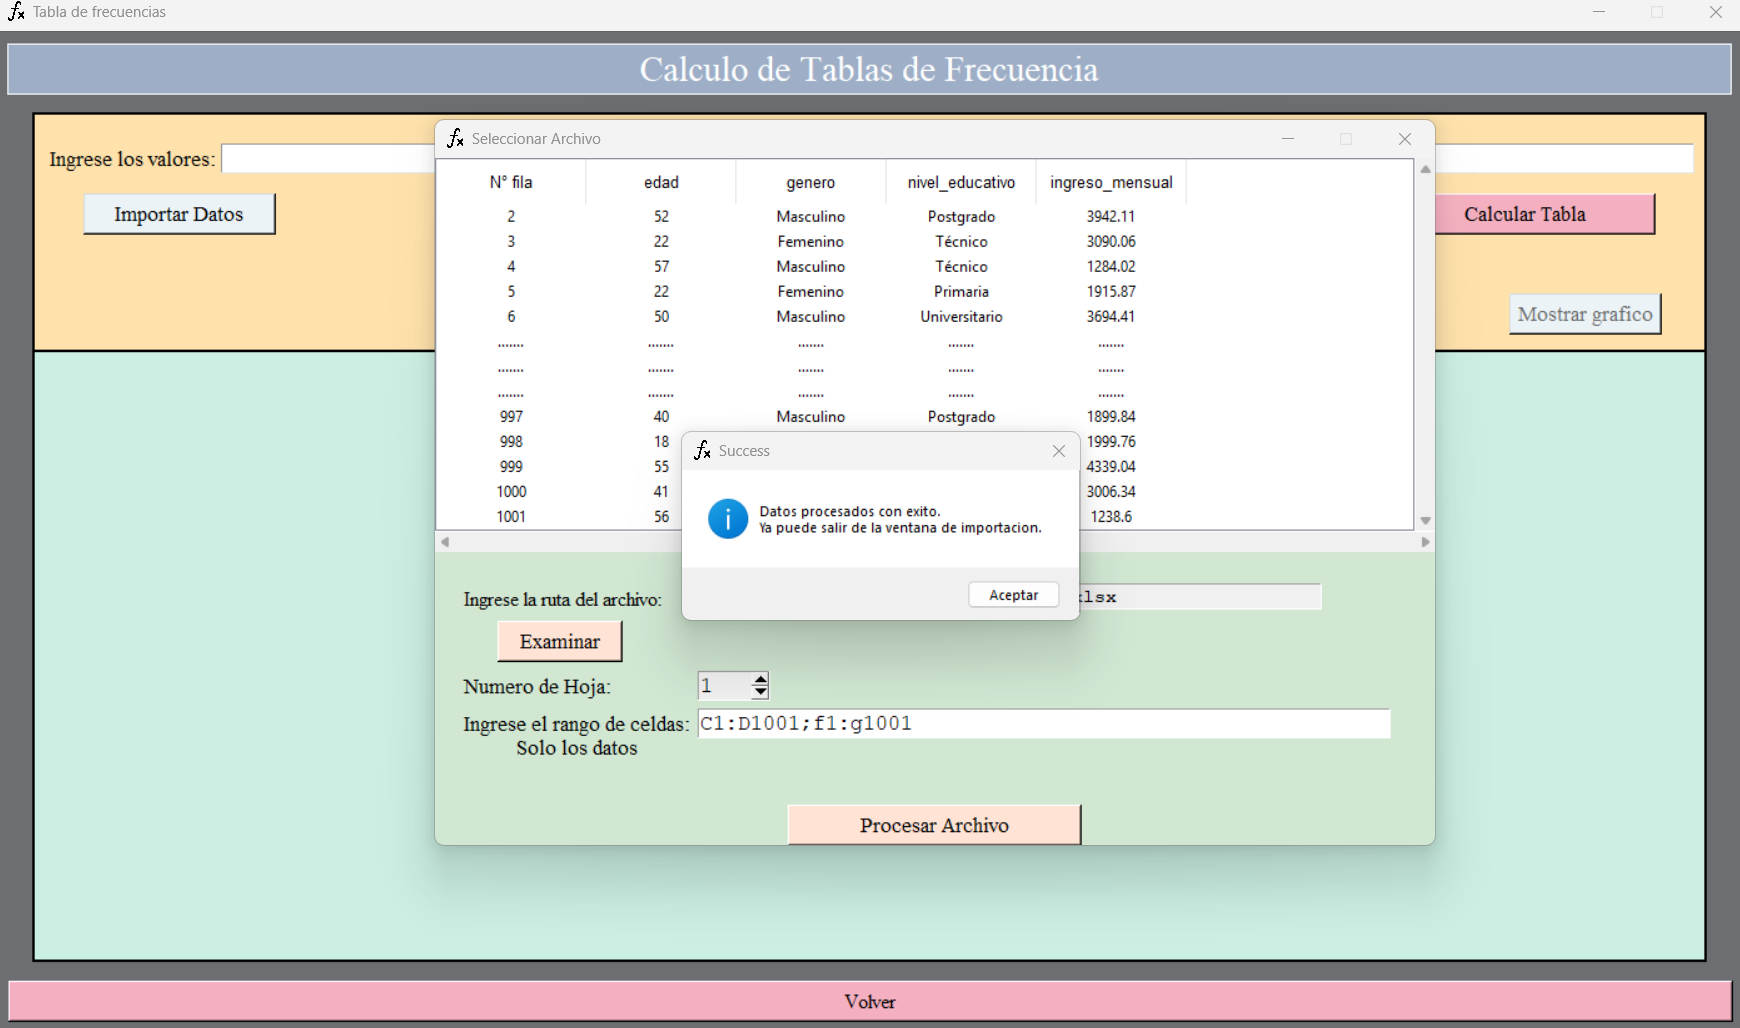 Tabla de frecuencias
Calculo de Tablas de Frecuencia
Ingrese los valores:
Importar Datos
Calcular Tabla
Mostrar grafico
Seleccionar Archivo
N° fila edad genero nivel_educativo ingreso_mensual
2 52 Masculino Postgrado 3942.11
3 22 Femenino Técnico 3090.06
4 57 Masculino Técnico 1284.02
5 22 Femenino Primaria 1915.87
6 50 Masculino Universitario 3694.41
....... ....... ....... ....... .......
....... ....... ....... ....... .......
....... ....... ....... ....... .......
997 40 Masculino Postgrado 1899.84
998 18 1999.76
999 55 4339.04
1000 41 3006.34
1001 56 1238.6
Success
Datos procesados con exito.
Ya puede salir de la ventana de importacion.
Aceptar
Ingrese la ruta del archivo: lsx
Examinar
Numero de Hoja: 1
Ingrese el rango de celdas: C1:D1001;f1:g1001
Solo los datos
Procesar Archivo
Volver